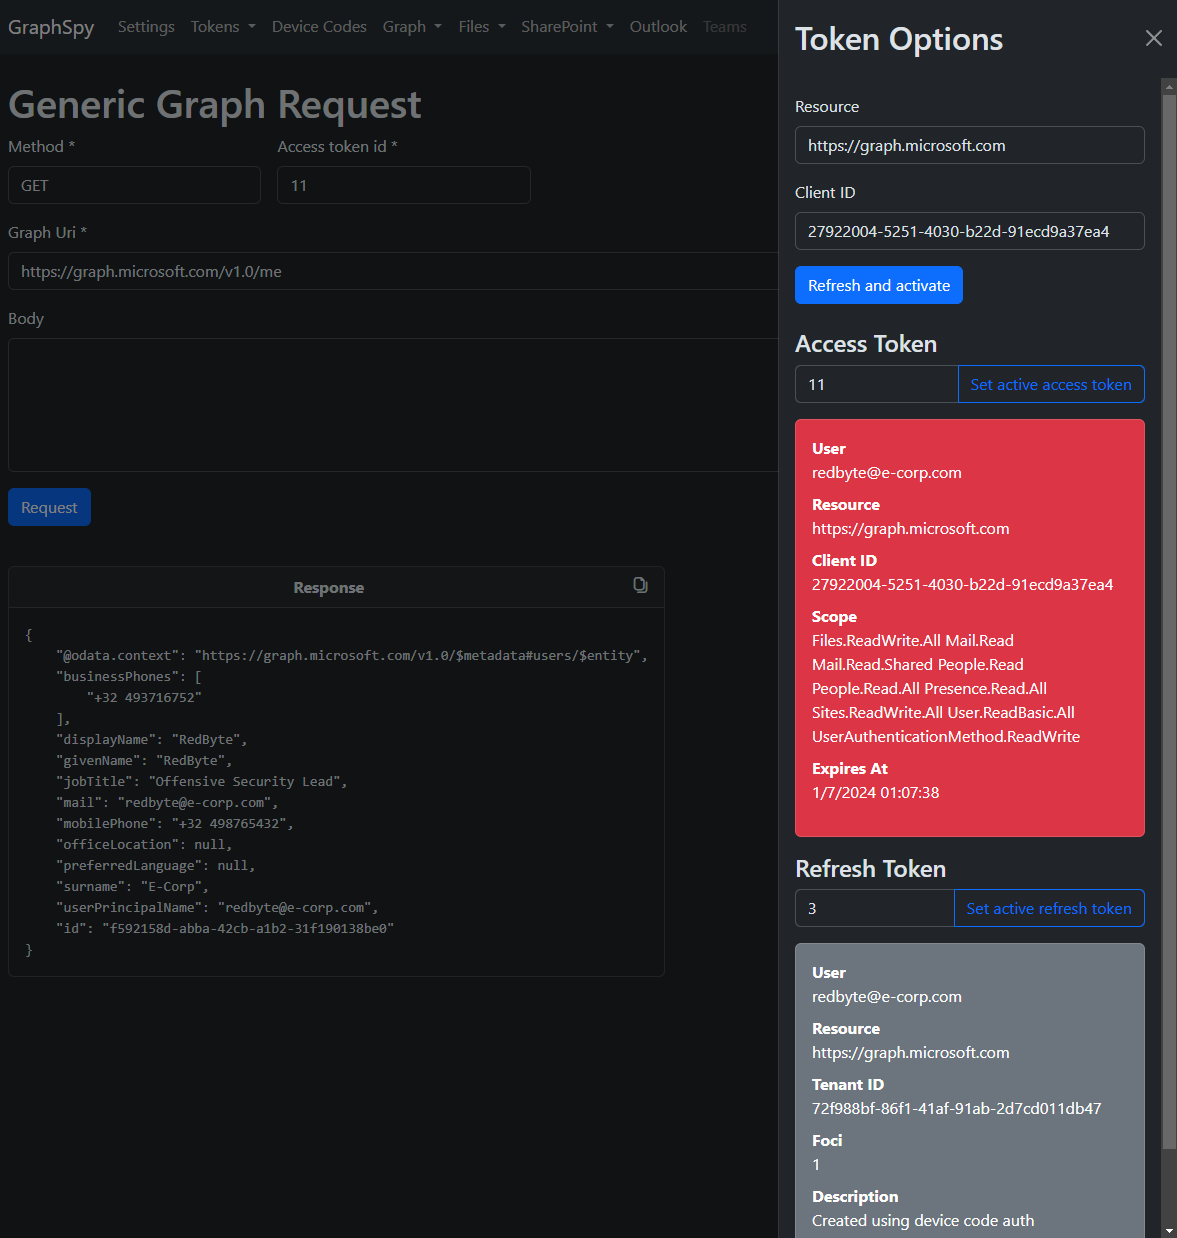 GraphSpy Settings Tokens Device Codes Graph Files SharePoint Outlook Teams
Generic Graph Request
Method * Access token id *
GET 11
Graph Uri *
https://graph.microsoft.com/v1.0/me
Body
Request
Response
{
"@odata.context": "https://graph.microsoft.com/v1.0/$metadata#users/$entity",
"businessPhones": [
"+32 493716752"
],
"displayName": "RedByte",
"givenName": "RedByte",
"jobTitle": "Offensive Security Lead",
"mail": "redbyte@e-corp.com",
"mobilePhone": "+32 498765432",
"officeLocation": null,
"preferredLanguage": null,
"surname": "E-Corp",
"userPrincipalName": "redbyte@e-corp.com",
"id": "f592158d-abba-42cb-a1b2-31f190138be0"
}
Token Options
Resource
https://graph.microsoft.com
Client ID
27922004-5251-4030-b22d-91ecd9a37ea4
Refresh and activate
Access Token
11 Set active access token
User
redbyte@e-corp.com
Resource
https://graph.microsoft.com
Client ID
27922004-5251-4030-b22d-91ecd9a37ea4
Scope
Files.ReadWrite.All Mail.Read
Mail.Read.Shared People.Read
People.Read.All Presence.Read.All
Sites.ReadWrite.All User.ReadBasic.All
UserAuthenticationMethod.ReadWrite
Expires At
1/7/2024 01:07:38
Refresh Token
3 Set active refresh token
User
redbyte@e-corp.com
Resource
https://graph.microsoft.com
Tenant ID
72f988bf-86f1-41af-91ab-2d7cd011db47
Foci
1
Description
Created using device code auth